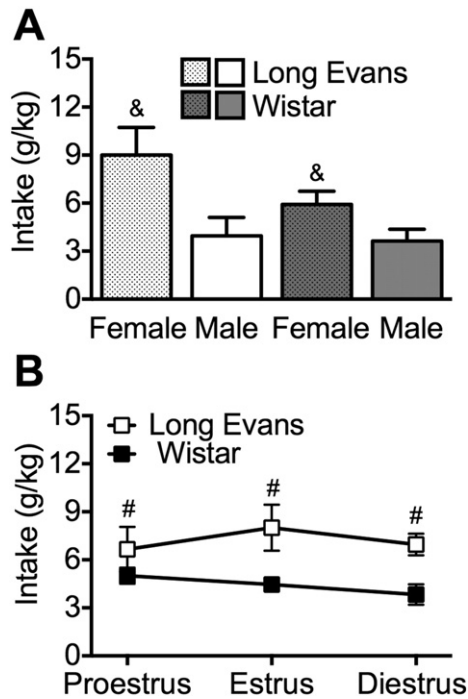 A
15
12
9
6
3
0
Intake (g/kg)
Long Evans
Wistar
&
&
Female Male Female Male
B
15
12
9
6
3
0
Intake (g/kg)
Long Evans
Wistar
# # #
Proestrus Estrus Diestrus